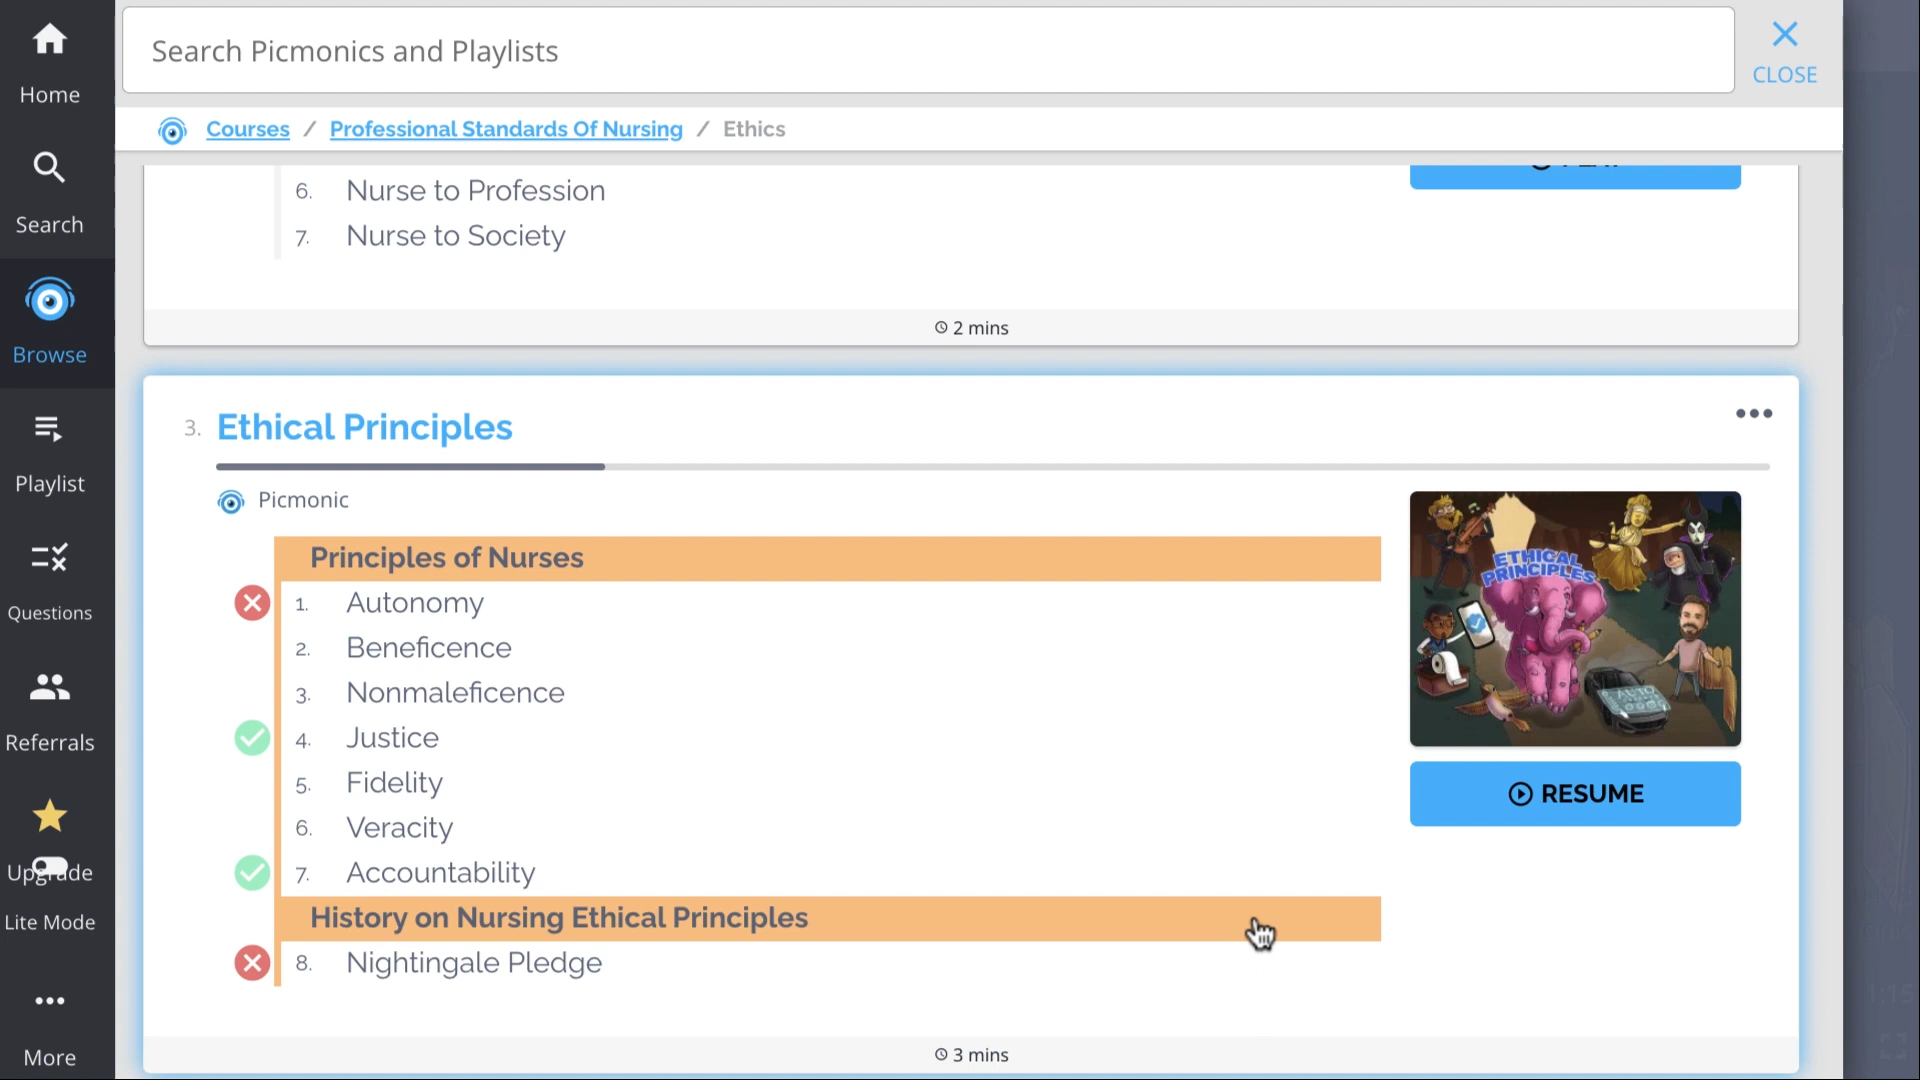 Home
Search
Browse
Playlist
Questions
Referrals
Upgrade
Lite Mode
More
Search Picmonics and Playlists
CLOSE
Courses / Professional Standards Of Nursing / Ethics
6. Nurse to Profession
7. Nurse to Society
2 mins
3. Ethical Principles
Picmonic
Principles of Nurses
1. Autonomy
2. Beneficence
3. Nonmaleficence
4. Justice
5. Fidelity
6. Veracity
7. Accountability
History on Nursing Ethical Principles
8. Nightingale Pledge
ETHICAL
PRINCIPLES
AUTO
RESUME
3 mins
1:15